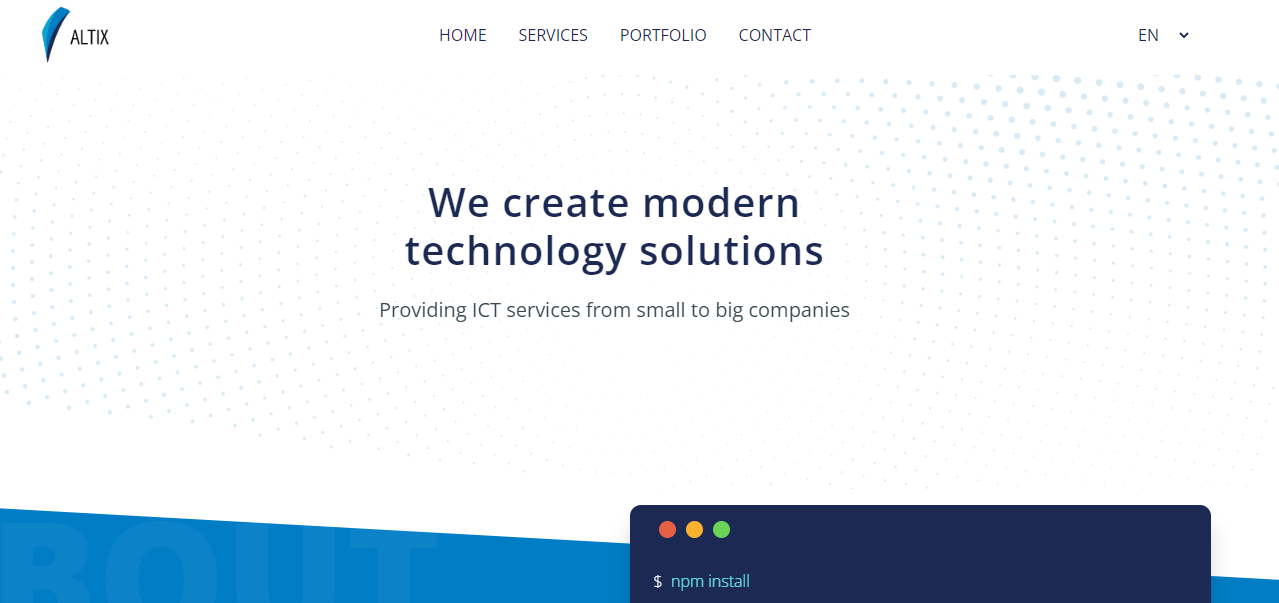 ALTIX
HOME SERVICES PORTFOLIO CONTACT
EN
We create modern
technology solutions
Providing ICT services from small to big companies
BOUT
$ npm install